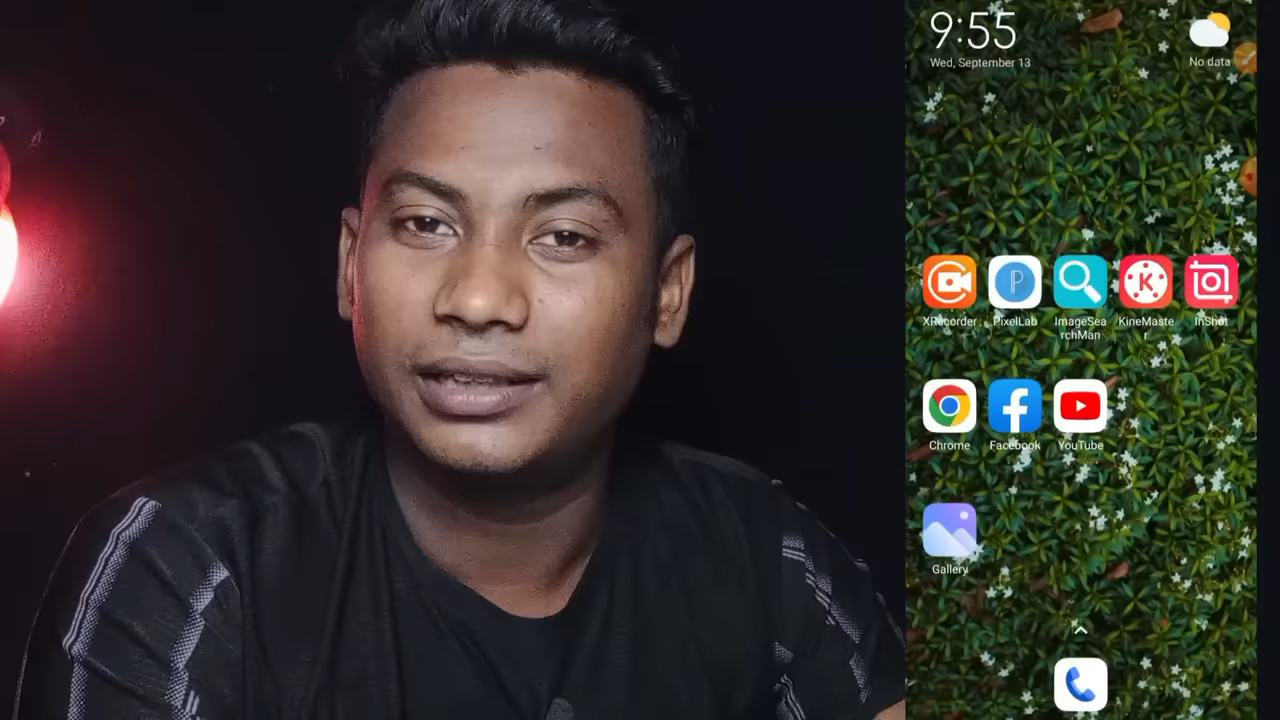 9:55
Wed, September 13
No data
XRecorder
PixelLab
ImageSea
rchMan
KineMaste
r
InShot
Chrome
Facebook
YouTube
Gallery